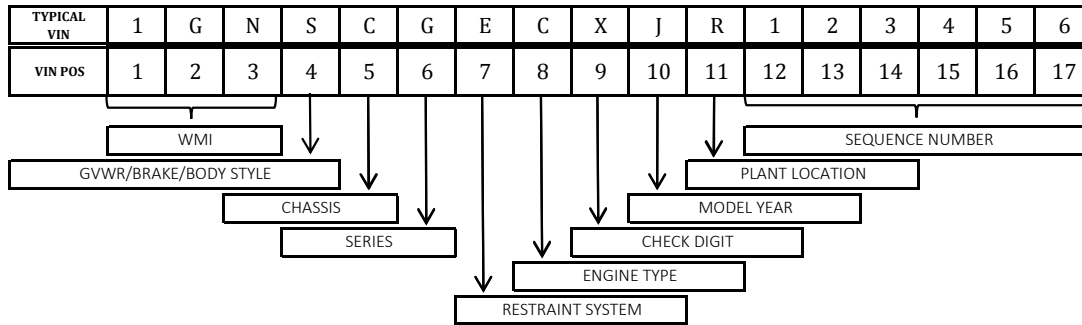 TYPICAL VIN 1 G N S C G E C X J R 1 2 3 4 5 6
VIN POS 1 2 3 4 5 6 7 8 9 10 11 12 13 14 15 16 17
WMI SEQUENCE NUMBER
GVWR/BRAKE/BODY STYLE PLANT LOCATION
CHASSIS MODEL YEAR
SERIES CHECK DIGIT
ENGINE TYPE
RESTRAINT SYSTEM